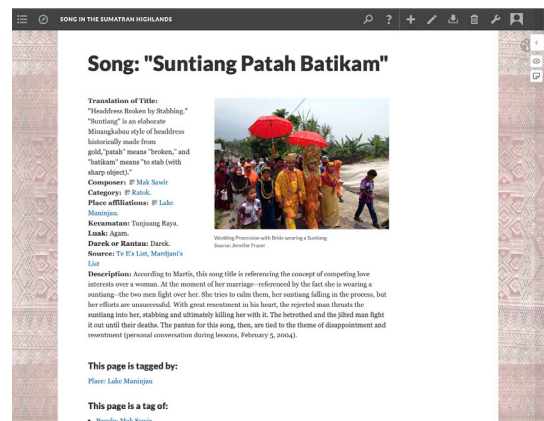 SONG IN THE SUMATRAN HIGHLANDS
Song: "Suntiang Patah Batikam"
Translation of Title:
"Headdress Broken by Stabbing."
"Suntiang" is an elaborate
Minangkabau style of headdress
historically made from
gold,"patah" means "broken," and
"batikam" means "to stab (with
sharp object)."
Composer: Mak Sawir
Category: Ratok.
Place affiliations: Lake
Maninjau.
Kecamatan: Tanjuang Raya.
Luak: Agam.
Darek or Rantau: Darek.
Source: Te E's List, Mardjani's
List
Wedding Procession with Bride wearing a Suntiang
Source: Jennifer Fraser
Description: According to Martis, this song title is referencing the concept of competing love
interests over a woman. At the moment of her marriage--referenced by the fact she is wearing a
suntiang--the two men fight over her. She tries to calm them, her suntiang falling in the process, but
her efforts are unsuccessful. With great resentment in his heart, the rejected man thrusts the
suntiang into her, stabbing and ultimately killing her with it. The betrothed and the jilted man fight
it out until their deaths. The pantun for this song, then, are tied to the theme of disappointment and
resentment (personal conversation during lessons, February 5, 2004).
This page is tagged by:
Place: Lake Maninjau
This page is a tag of:
People: Mak Sawir